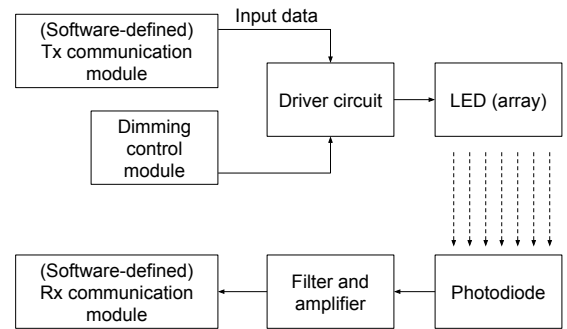 (Software-defined)
Tx communication
module
Input data
Driver circuit
LED (array)
Dimming
control
module
(Software-defined)
Rx communication
module
Filter and
amplifier
Photodiode